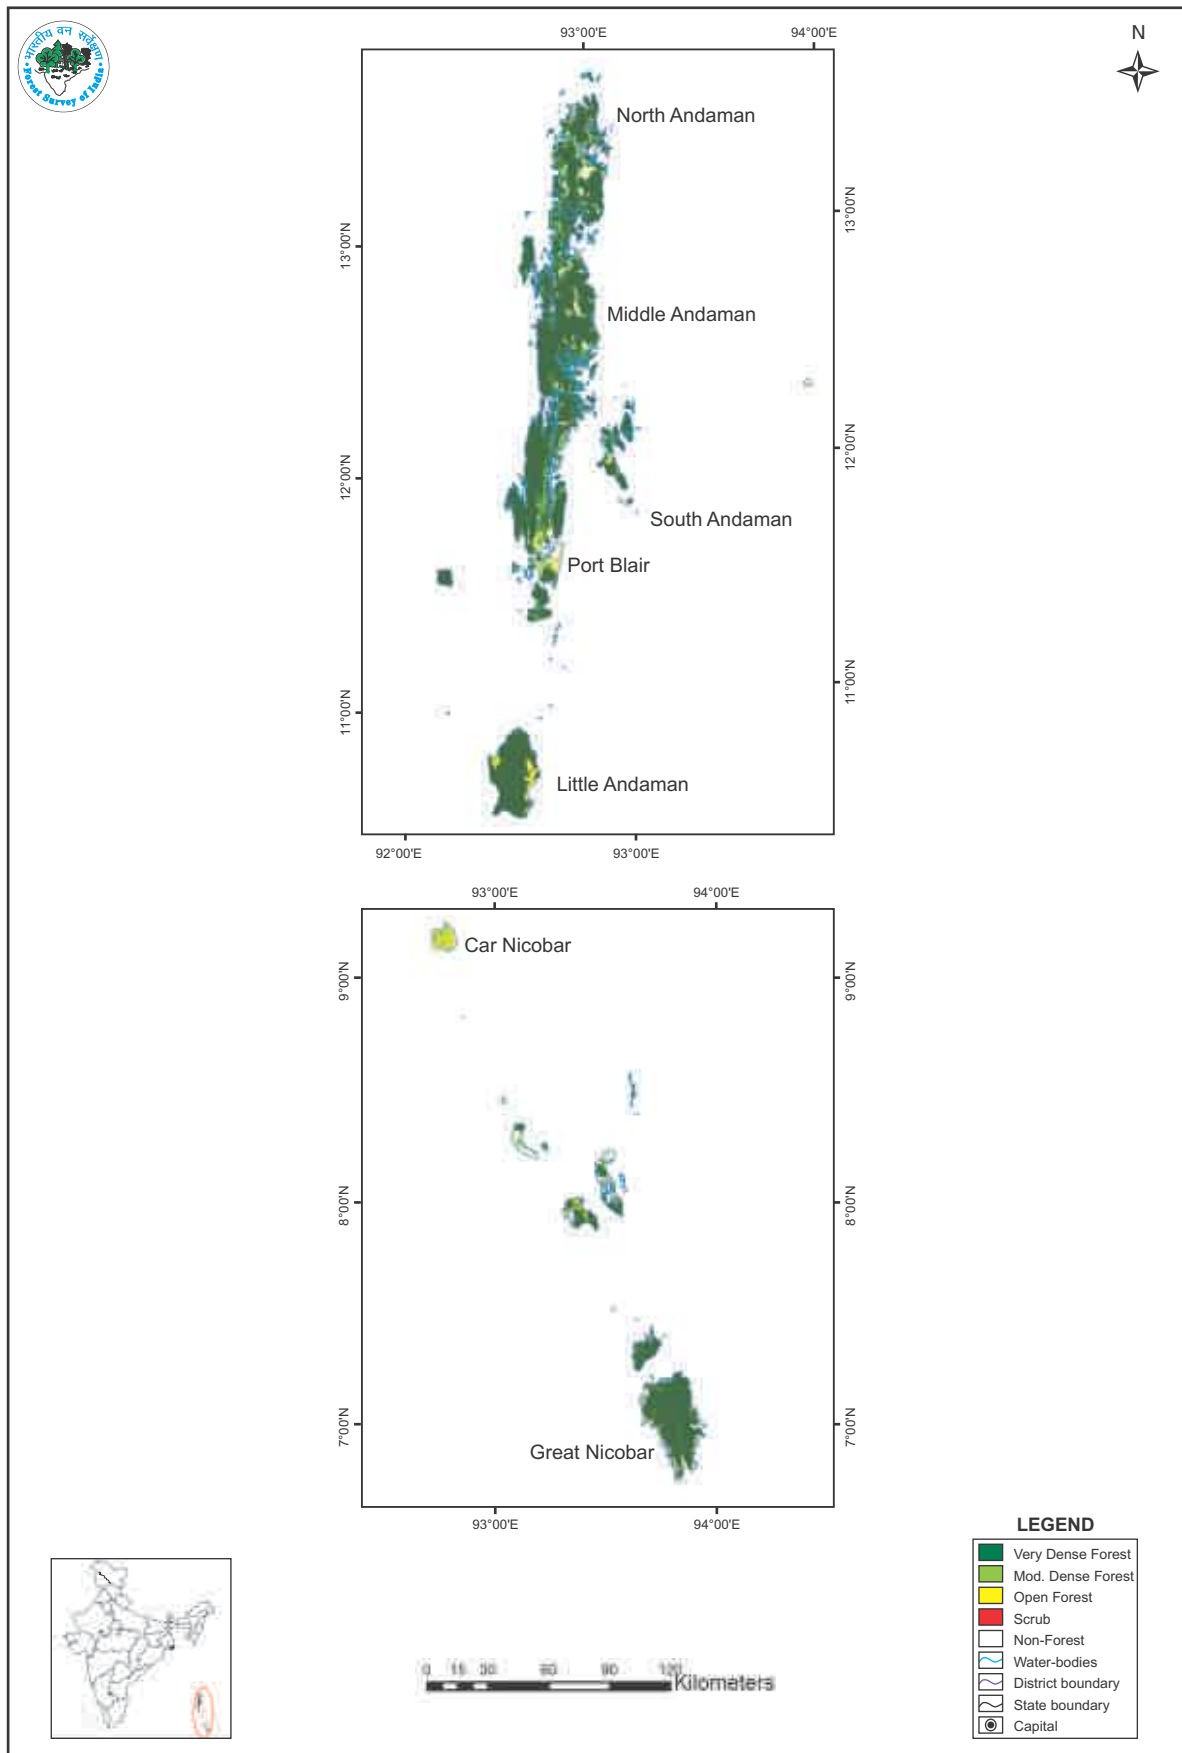 भारतीय वन सर्वेक्षण
Forest Survey of India
N
93°00'E
94°00'E
North Andaman
13°00'N
13°00'N
Middle Andaman
12°00'N
12°00'N
South Andaman
Port Blair
11°00'N
11°00'N
Little Andaman
92°00'E
93°00'E
93°00'E
94°00'E
Car Nicobar
9°00'N
9°00'N
8°00'N
8°00'N
7°00'N
7°00'N
Great Nicobar
93°00'E
94°00'E
LEGEND
Very Dense Forest
Mod. Dense Forest
Open Forest
Scrub
Non-Forest
Water-bodies
District boundary
State boundary
Capital
0 15 30 60 90 120
Kilometers